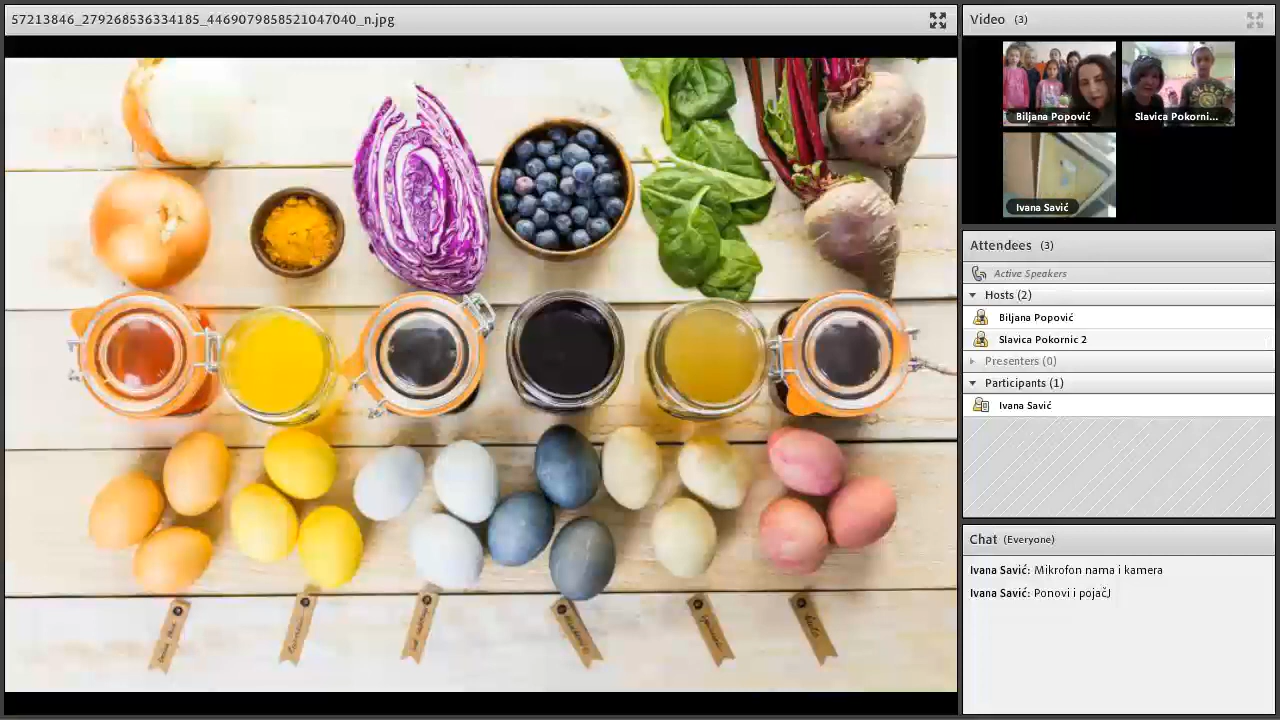 57213846_279268536334185_4469079858521047040_n.jpg
Video (3)
Biljana Popović
Slavica Pokorni...
Ivana Savić
Attendees (3)
Active Speakers
Hosts (2)
Biljana Popović
Slavica Pokornic 2
Presenters (0)
Participants (1)
Ivana Savić
Chat (Everyone)
Ivana Savić: Mikrofon nama i kamera
Ivana Savić: Ponovi i pojačJ